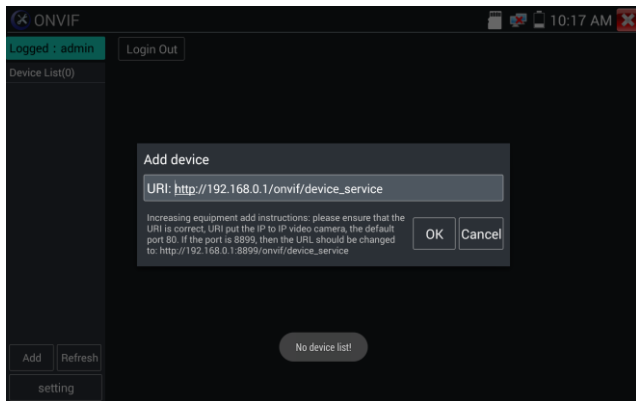 ONVIF
10:17 AM
Logged : admin
Login Out
Device List(0)
Add device
URI: http://192.168.0.1/onvif/device_service
Increasing equipment add instructions: please ensure that the
URI is correct, URI put the IP to IP video camera, the default
port 80. If the port is 8899, then the URL should be changed
to: http://192.168.0.1:8899/onvif/device_service
OK
Cancel
No device list!
Add
Refresh
setting